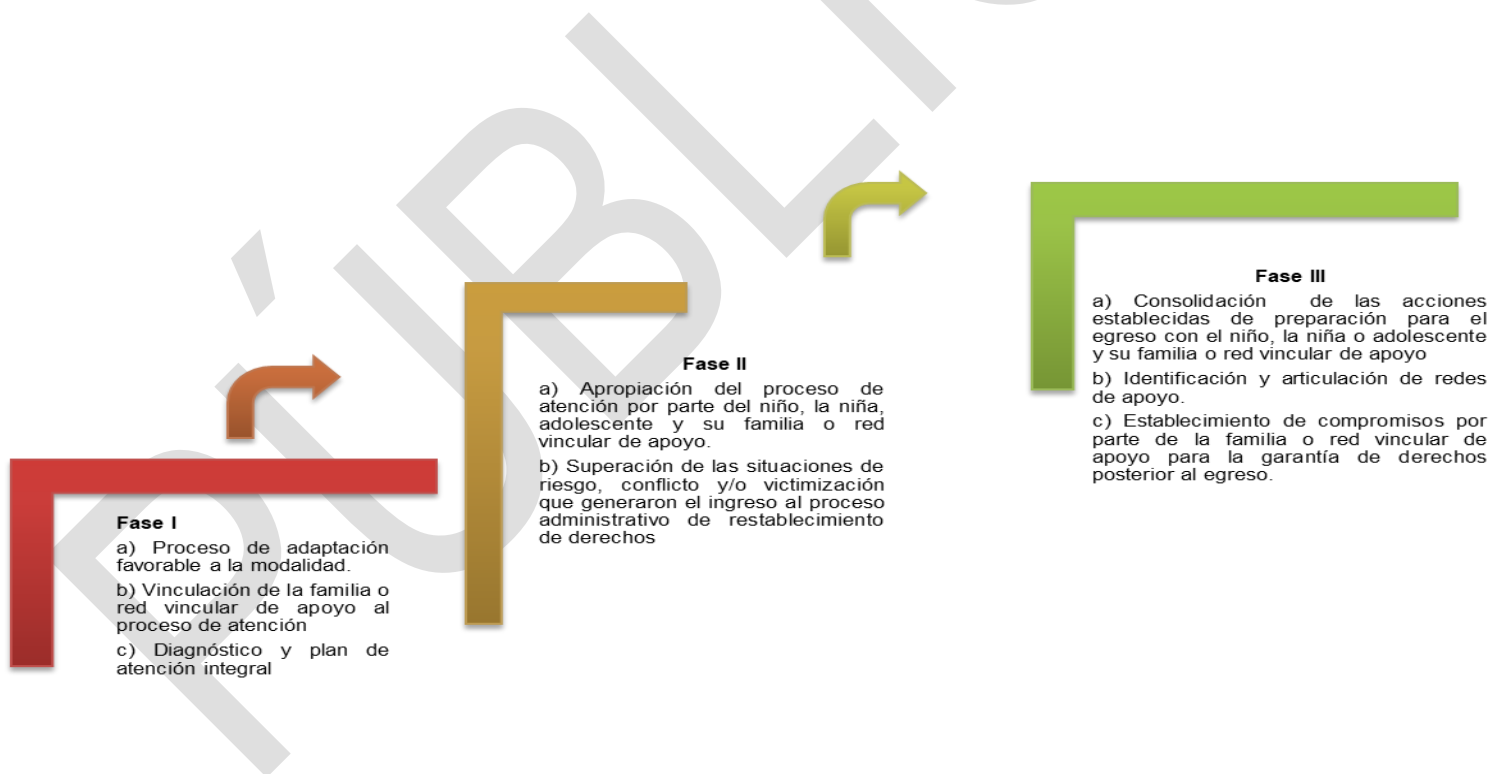 PÚBLIC
Fase I
a) Proceso de adaptación
favorable a la modalidad.
b) Vinculación de la familia o
red vincular de apoyo al
proceso de atención
c) Diagnóstico y plan de
atención integral
Fase II
a) Apropiación del proceso de
atención por parte del niño, la niña,
adolescente y su familia o red
vincular de apoyo.
b) Superación de las situaciones de
riesgo, conflicto y/o victimización
que generaron el ingreso al proceso
administrativo de restablecimiento
de derechos
Fase III
a) Consolidación de las acciones
establecidas de preparación para el
egreso con el niño, la niña o adolescente
y su familia o red vincular de apoyo
b) Identificación y articulación de redes
de apoyo.
c) Establecimiento de compromisos por
parte de la familia o red vincular de
apoyo para la garantía de derechos
posterior al egreso.